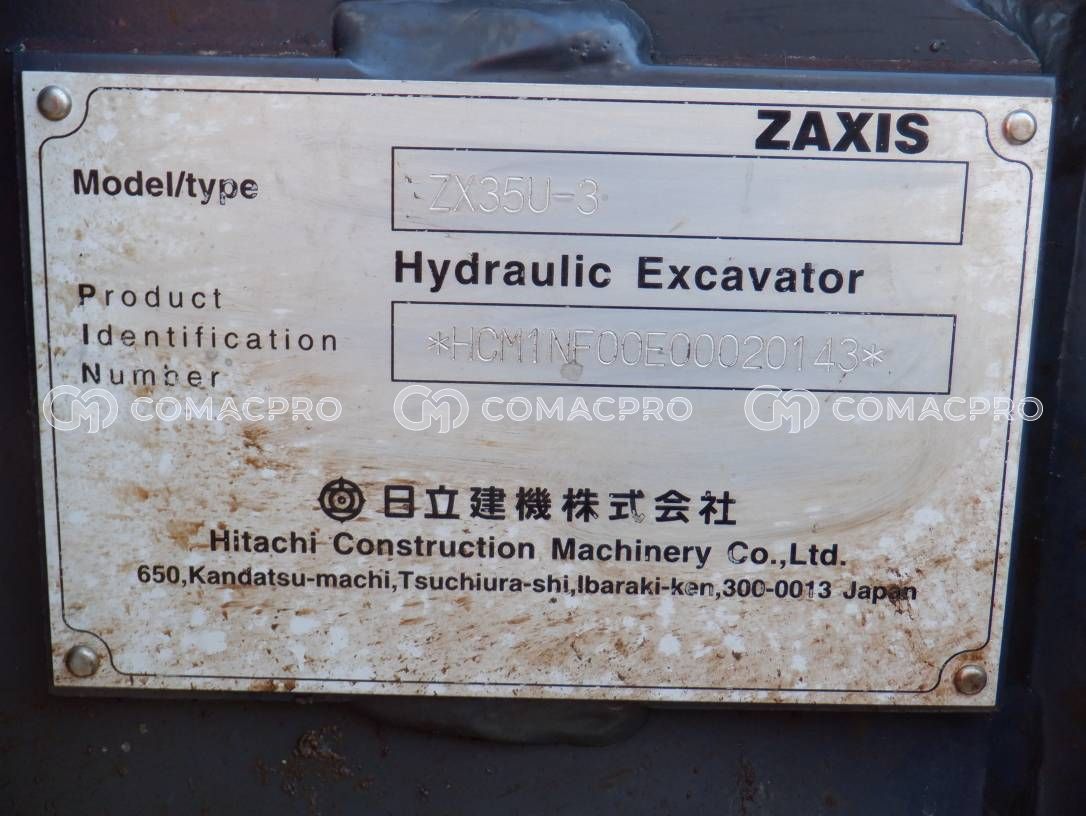 ZAXIS
Model/type
ZX35U-3
Hydraulic Excavator
Product
Identification
Number
*HCM1NF00E00020143*
COMACPRO COMACPRO COMACPRO
日立建機株式会社
Hitachi Construction Machinery Co.,Ltd.
650,Kandatsu-machi,Tsuchiura-shi,Ibaraki-ken,300-0013 Japan